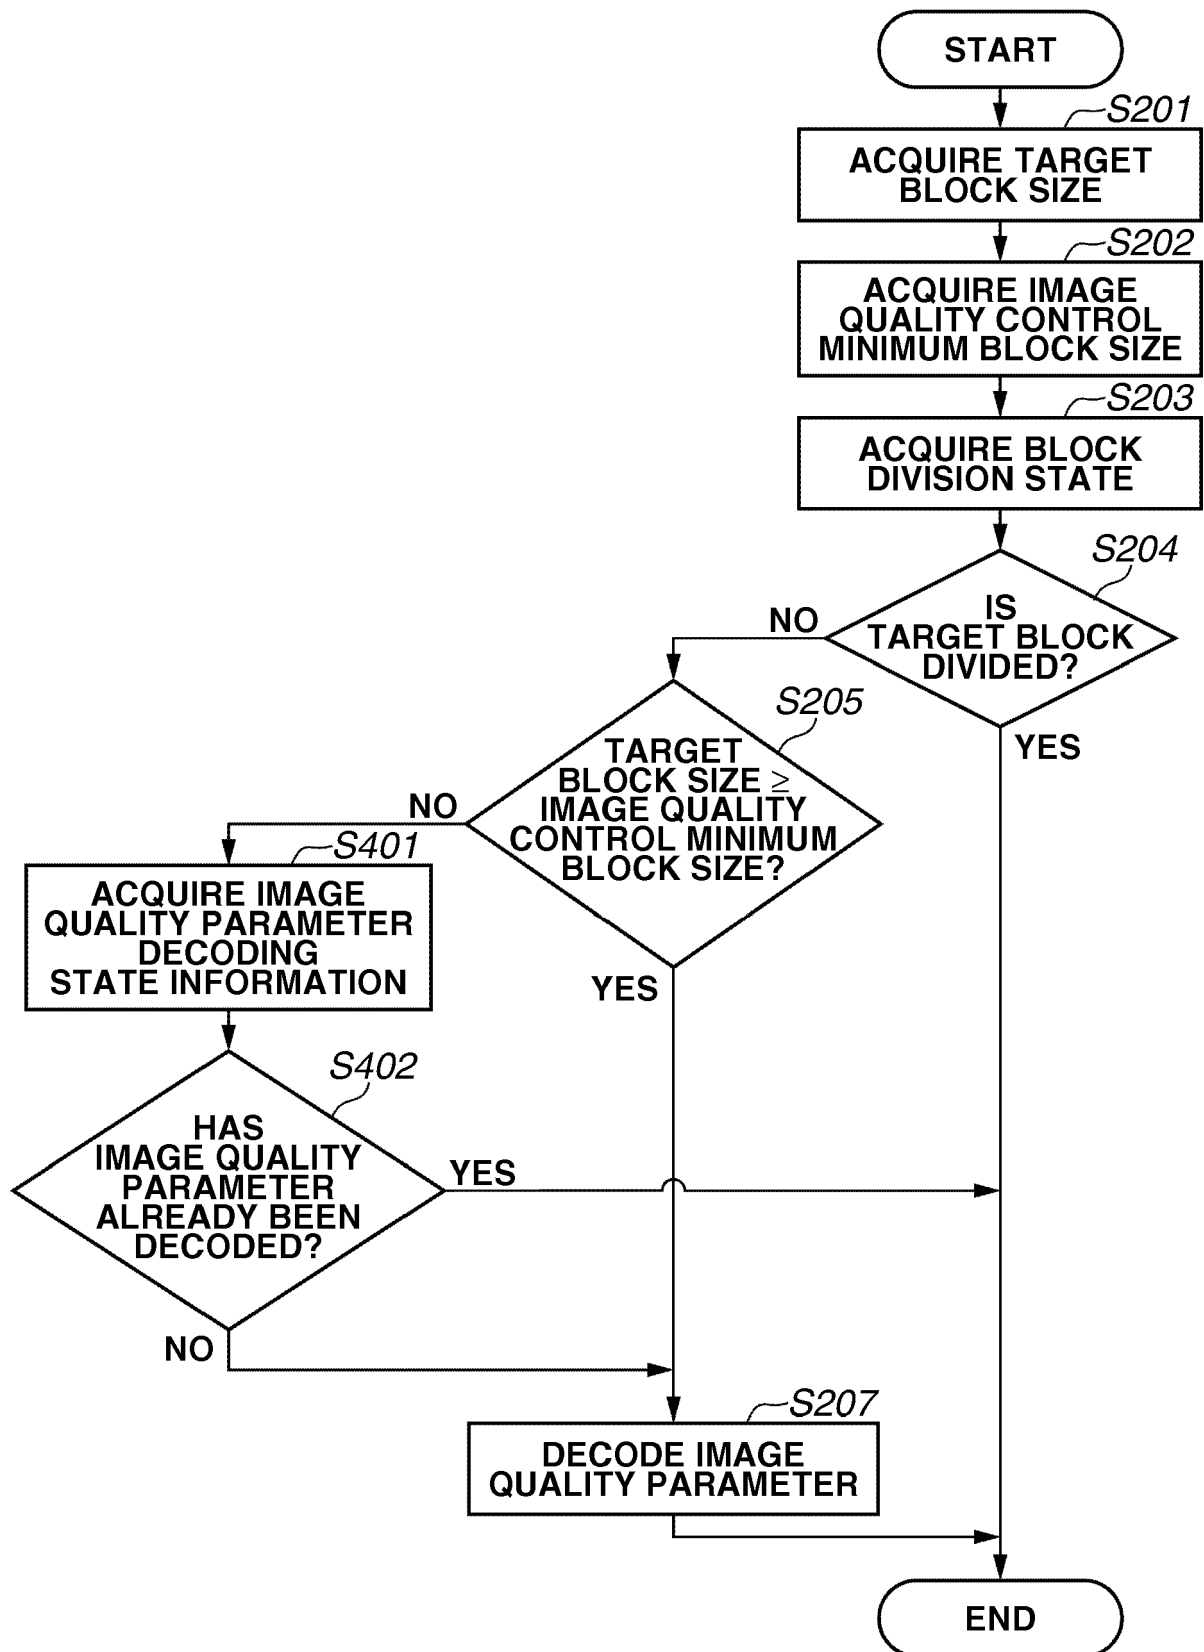 START
S201
ACQUIRE TARGET
BLOCK SIZE
S202
ACQUIRE IMAGE
QUALITY CONTROL
MINIMUM BLOCK SIZE
S203
ACQUIRE BLOCK
DIVISION STATE
S204
IS
TARGET BLOCK
DIVIDED?
NO
YES
S205
TARGET
BLOCK SIZE ≥
IMAGE QUALITY
CONTROL MINIMUM
BLOCK SIZE?
NO
YES
S401
ACQUIRE IMAGE
QUALITY PARAMETER
DECODING
STATE INFORMATION
S402
HAS
IMAGE QUALITY
PARAMETER
ALREADY BEEN
DECODED?
YES
NO
S207
DECODE IMAGE
QUALITY PARAMETER
END